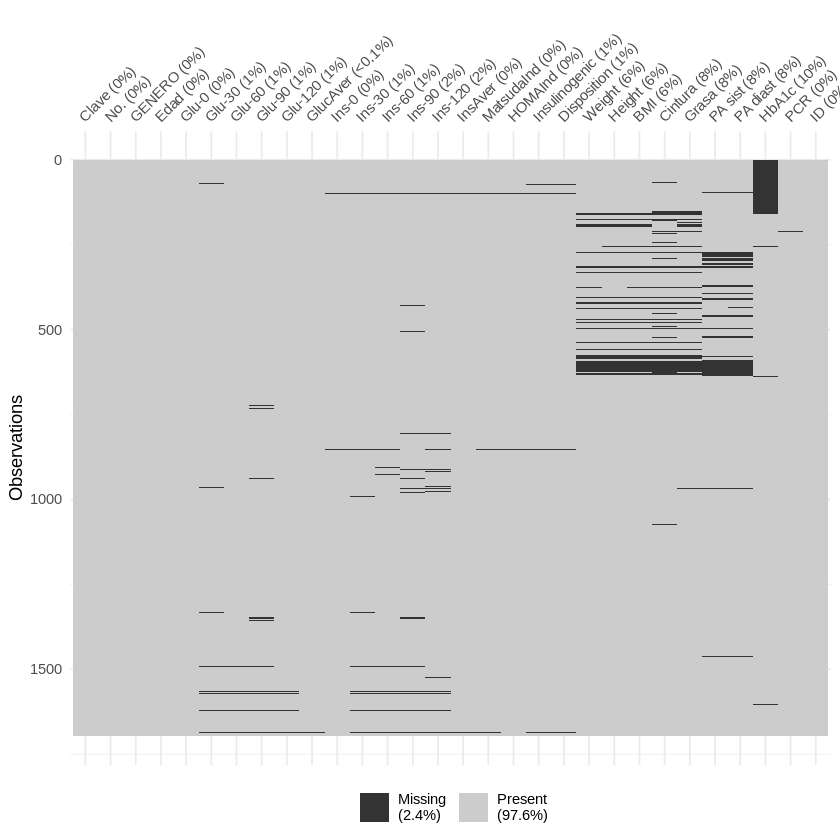 Clave (0%)
No. (0%)
GENERO (0%)
Edad (0%)
Glu-0 (0%)
Glu-30 (1%)
Glu-60 (1%)
Glu-90 (1%)
Glu-120 (1%)
GlucAver (<0.1%)
Ins-0 (0%)
Ins-30 (1%)
Ins-60 (1%)
Ins-90 (2%)
Ins-120 (2%)
InsAver (0%)
MatsudaInd (0%)
HOMAInd (0%)
Insulinogenic (1%)
Disposition (1%)
Weight (6%)
Height (6%)
BMI (6%)
Cintura (8%)
Grasa (8%)
PA sist (8%)
PA diast (8%)
HbA1c (10%)
PCR (0%)
ID (0%
0
500
1000
1500
Observations
Missing
(2.4%)
Present
(97.6%)